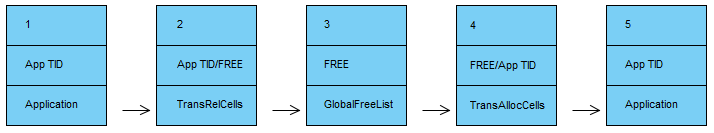 1
App TID
Application
2
App TID/FREE
TransRelCells
3
FREE
GlobalFreeList
4
FREE/App TID
TransAllocCells
5
App TID
Application